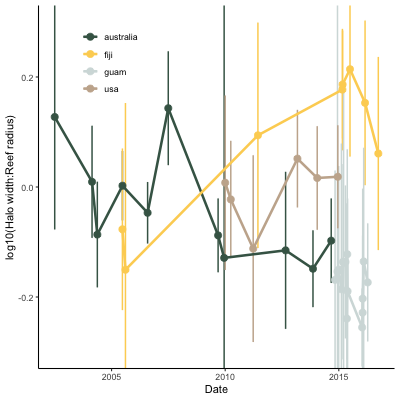 australia
fiji
guam
usa
0.2
0.0
-0.2
log10(Halo width:Reef radius)
2005
2010
2015
Date